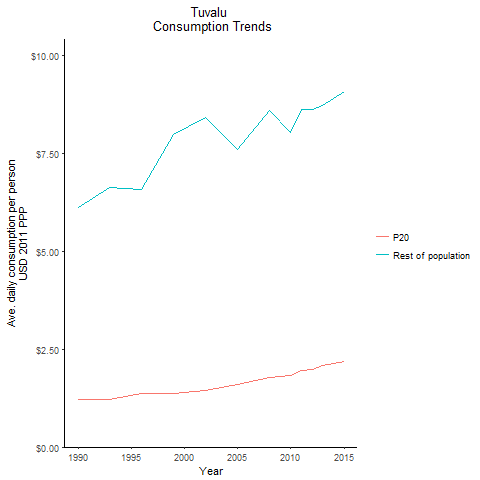 Tuvalu
Consumption Trends
$10.00
$7.50
$5.00
$2.50
$0.00
Ave. daily consumption per person
USD 2011 PPP
1990 1995 2000 2005 2010 2015
Year
P20
Rest of population